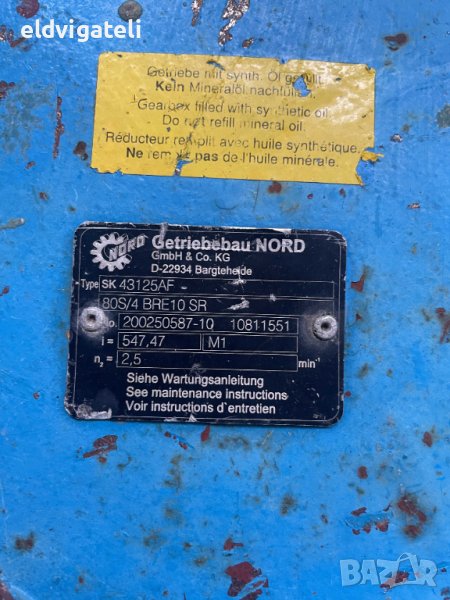 eldvigateli
Getriebe mit synth. Öl gefüllt.
Kein Mineralöl nachfüllen.
Gearbox filled with synthetic oil.
Do not refill mineral oil.
Réducteur remplit avec huile synthétique.
Ne remplir pas de l'huile minérale.
NORD Getriebebau NORD
GmbH & Co. KG
D-22934 Bargteheide
Type SK 43125AF
80S/4 BRE10 SR
No. 200250587-10 10811551
i = 547,47 M1
n₂ = 2,5 min⁻¹
Siehe Wartungsanleitung
See maintenance instructions
Voir instructions d`entretien
BAZAR